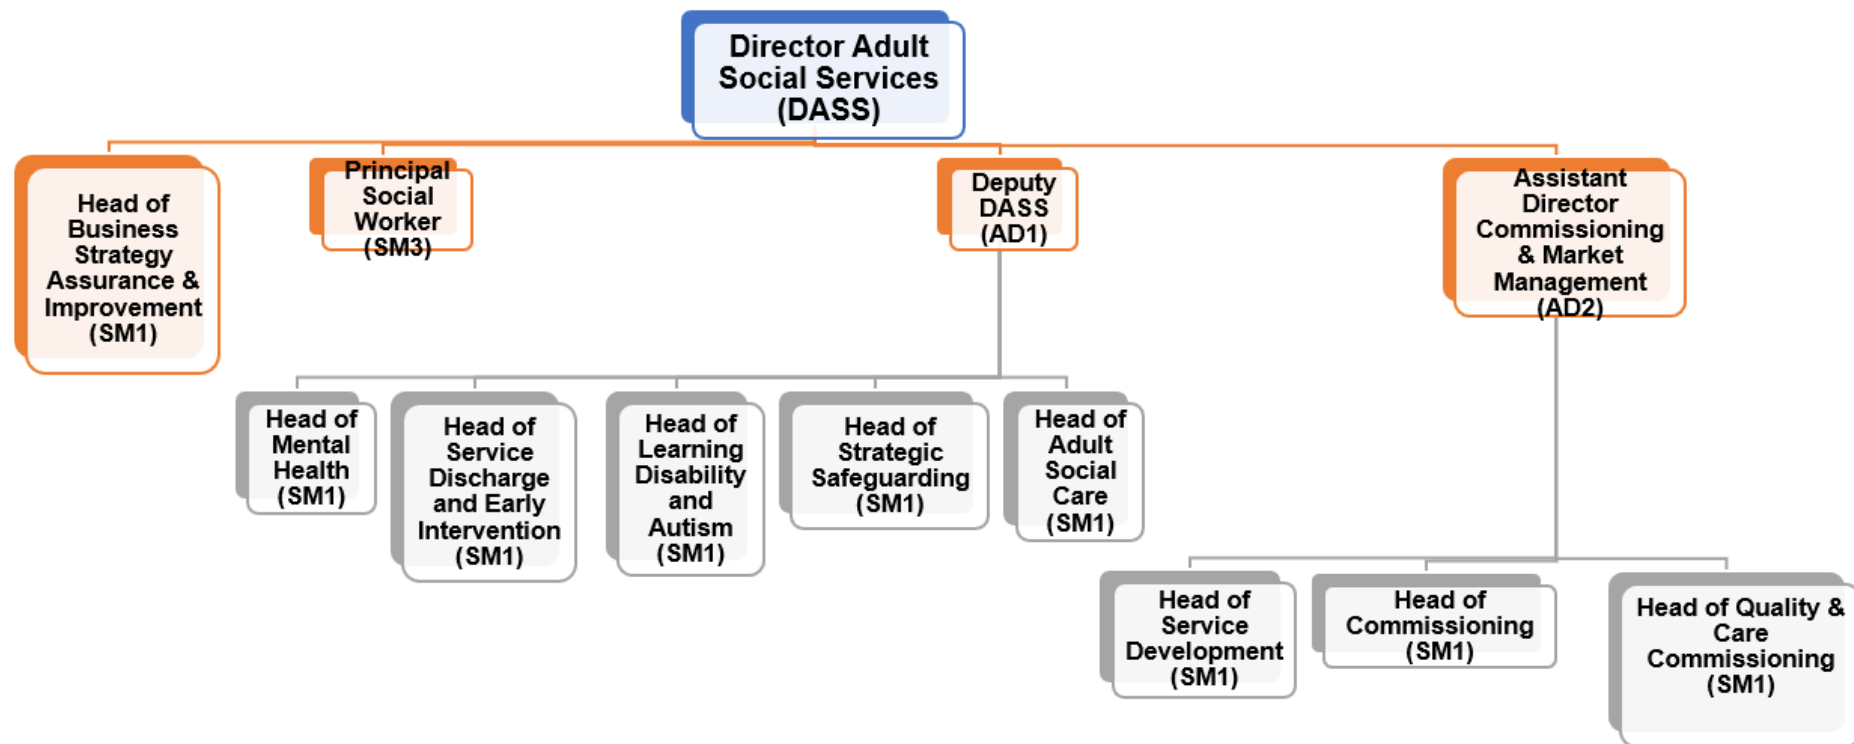 Director Adult
Social Services
(DASS)
Head of
Business
Strategy
Assurance &
Improvement
(SM1)
Principal
Social
Worker
(SM3)
Deputy
DASS
(AD1)
Assistant
Director
Commissioning
& Market
Management
(AD2)
Head of
Mental
Health
(SM1)
Head of
Service
Discharge
and Early
Intervention
(SM1)
Head of
Learning
Disability
and
Autism
(SM1)
Head of
Strategic
Safeguarding
(SM1)
Head of
Adult
Social
Care
(SM1)
Head of
Service
Development
(SM1)
Head of
Commissioning
(SM1)
Head of Quality &
Care
Commissioning
(SM1)